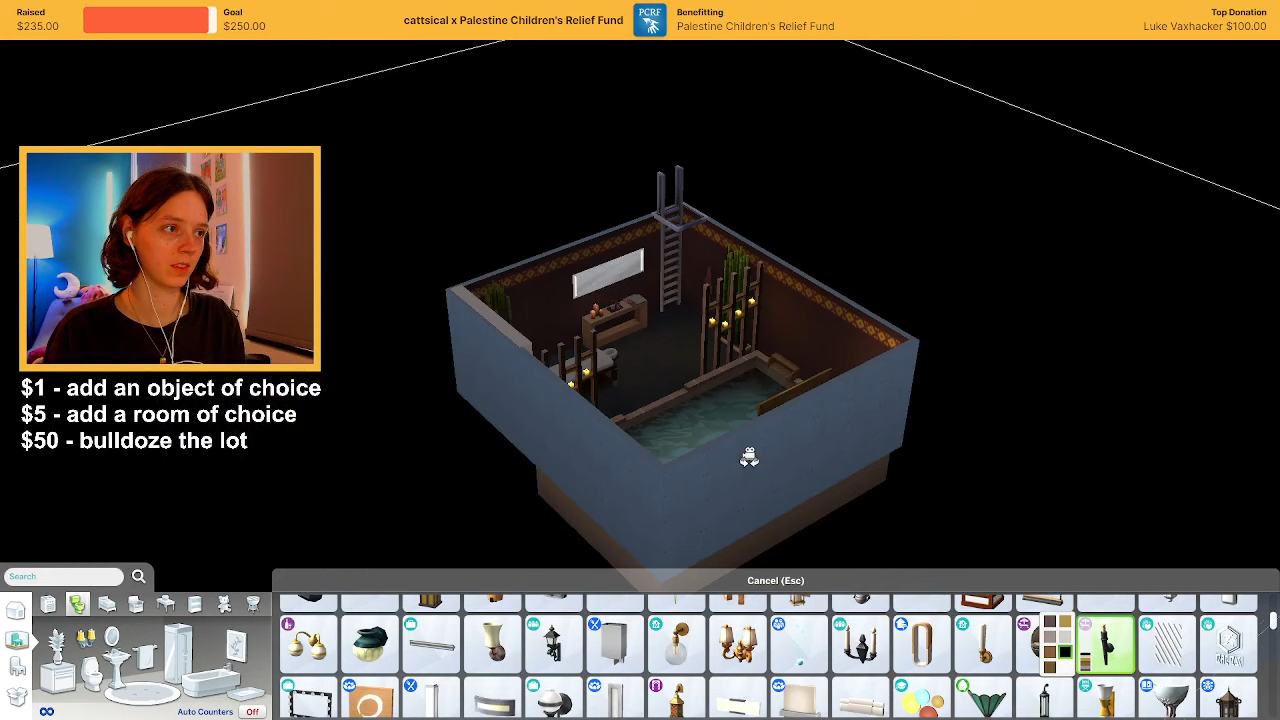 Raised
$235.00
Goal
$250.00
cattsical x Palestine Children's Relief Fund
PCRF
Benefitting
Palestine Children's Relief Fund
Top Donation
Luke Vaxhacker $100.00
$1 - add an object of choice
$5 - add a room of choice
$50 - bulldoze the lot
Search
Cancel (Esc)
Auto Counters
Off